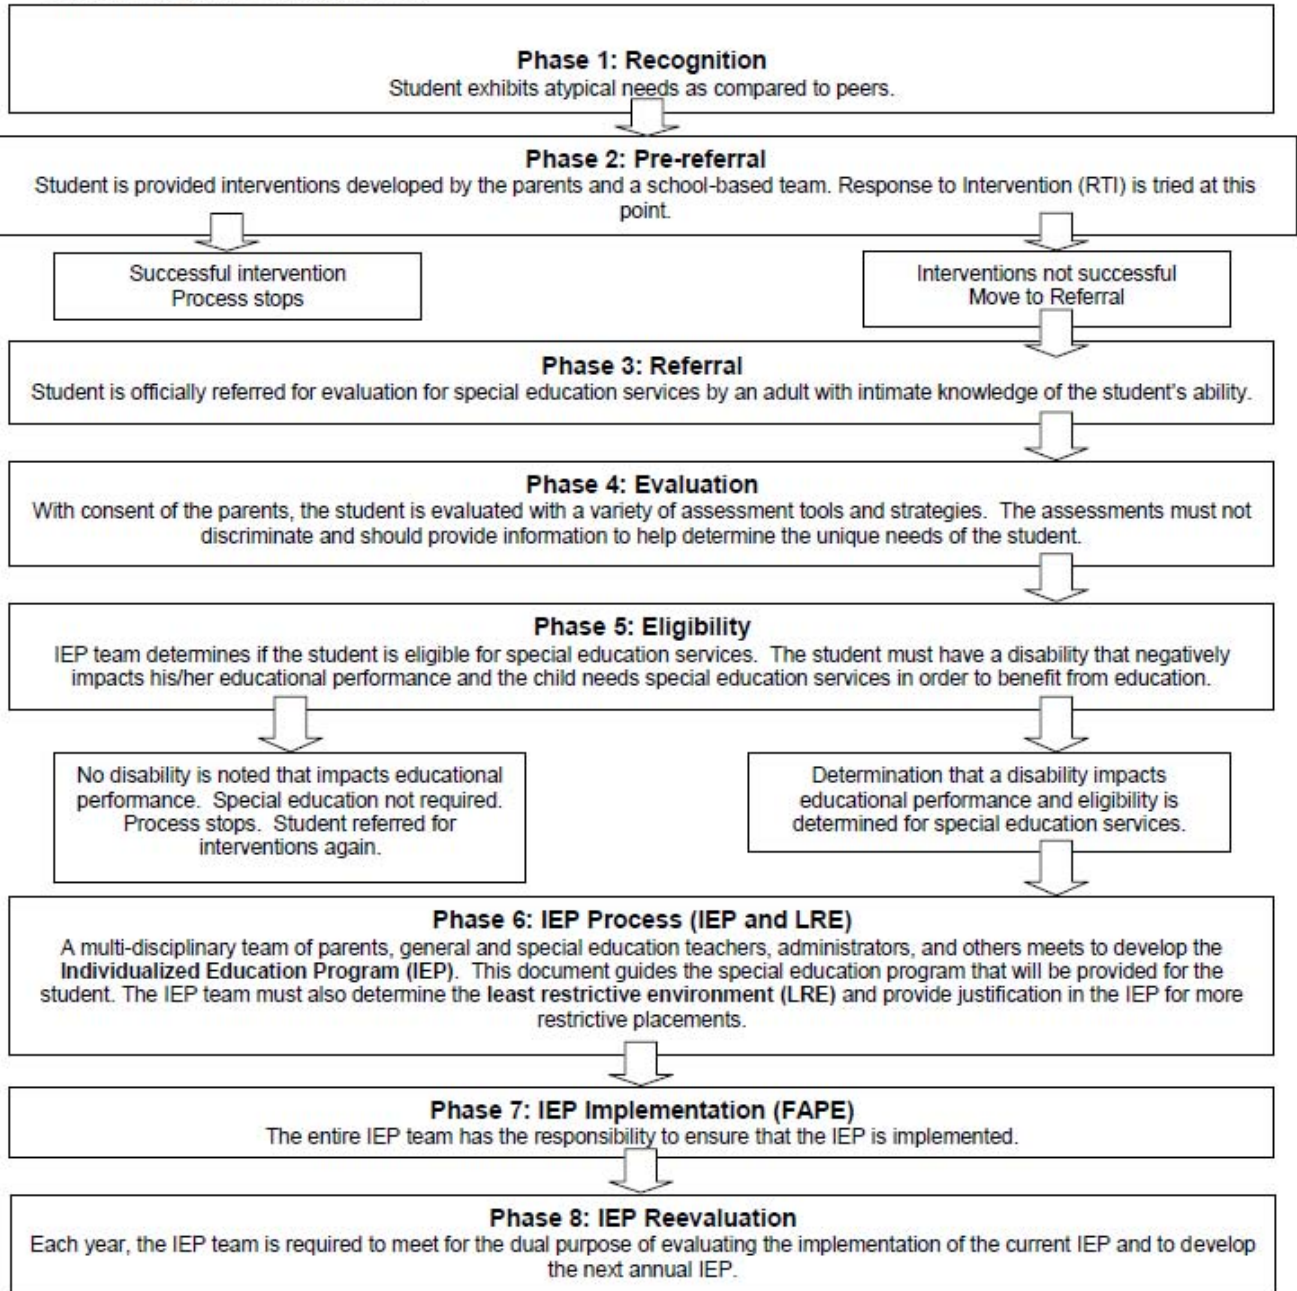 Phase 1: Recognition
Student exhibits atypical needs as compared to peers.
Phase 2: Pre-referral
Student is provided interventions developed by the parents and a school-based team. Response to Intervention (RTI) is tried at this
point.
Successful intervention
Process stops
Interventions not successful
Move to Referral
Phase 3: Referral
Student is officially referred for evaluation for special education services by an adult with intimate knowledge of the student's ability.
Phase 4: Evaluation
With consent of the parents, the student is evaluated with a variety of assessment tools and strategies.  The assessments must not
discriminate and should provide information to help determine the unique needs of the student.
Phase 5: Eligibility
IEP team determines if the student is eligible for special education services.  The student must have a disability that negatively
impacts his/her educational performance and the child needs special education services in order to benefit from education.
No disability is noted that impacts educational
performance.  Special education not required.
Process stops.  Student referred for
interventions again.
Determination that a disability impacts
educational performance and eligibility is
determined for special education services.
Phase 6: IEP Process (IEP and LRE)
A multi-disciplinary team of parents, general and special education teachers, administrators, and others meets to develop the
Individualized Education Program (IEP).  This document guides the special education program that will be provided for the
student. The IEP team must also determine the least restrictive environment (LRE) and provide justification in the IEP for more
restrictive placements.
Phase 7: IEP Implementation (FAPE)
The entire IEP team has the responsibility to ensure that the IEP is implemented.
Phase 8: IEP Reevaluation
Each year, the IEP team is required to meet for the dual purpose of evaluating the implementation of the current IEP and to develop
the next annual IEP.